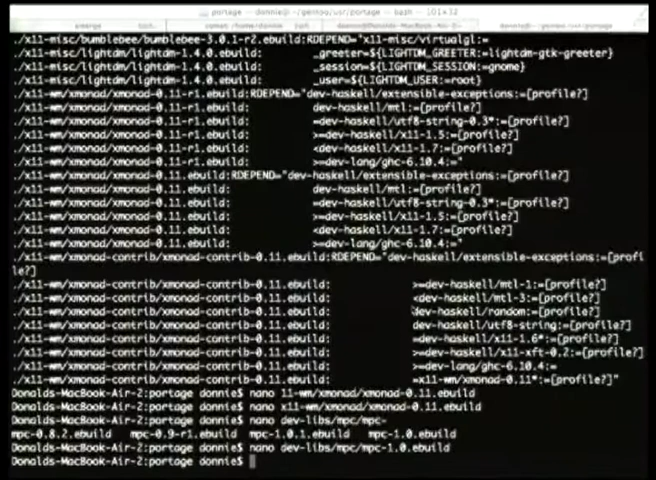 portage — donnie@ — ~/gentoo/usr/portage — bash — 101×32
./x11-misc/bumblebee/bumblebee-3.0.1-r2.ebuild:RDEPEND="x11-misc/virtualgl:=
./x11-misc/lightdm/lightdm-1.4.0.ebuild: _greeter=${LIGHTDM_GREETER:=lightdm-gtk-greeter}
./x11-misc/lightdm/lightdm-1.4.0.ebuild: _session=${LIGHTDM_SESSION:=gnome}
./x11-misc/lightdm/lightdm-1.4.0.ebuild: _user=${LIGHTDM_USER:=root}
./x11-wm/xmonad/xmonad-0.11-r1.ebuild:RDEPEND="dev-haskell/extensible-exceptions:=[profile?]
./x11-wm/xmonad/xmonad-0.11-r1.ebuild: dev-haskell/mtl:=[profile?]
./x11-wm/xmonad/xmonad-0.11-r1.ebuild: =dev-haskell/utf8-string-0.3*:=[profile?]
./x11-wm/xmonad/xmonad-0.11-r1.ebuild: >=dev-haskell/x11-1.5:=[profile?]
./x11-wm/xmonad/xmonad-0.11-r1.ebuild: <dev-haskell/x11-1.7:=[profile?]
./x11-wm/xmonad/xmonad-0.11-r1.ebuild: >=dev-lang/ghc-6.10.4:="
./x11-wm/xmonad/xmonad-0.11.ebuild:RDEPEND="dev-haskell/extensible-exceptions:=[profile?]
./x11-wm/xmonad/xmonad-0.11.ebuild: dev-haskell/mtl:=[profile?]
./x11-wm/xmonad/xmonad-0.11.ebuild: =dev-haskell/utf8-string-0.3*:=[profile?]
./x11-wm/xmonad/xmonad-0.11.ebuild: >=dev-haskell/x11-1.5:=[profile?]
./x11-wm/xmonad/xmonad-0.11.ebuild: <dev-haskell/x11-1.7:=[profile?]
./x11-wm/xmonad/xmonad-0.11.ebuild: >=dev-lang/ghc-6.10.4:="
./x11-wm/xmonad-contrib/xmonad-contrib-0.11.ebuild:RDEPEND="dev-haskell/extensible-exceptions:=[profi
le?]
./x11-wm/xmonad-contrib/xmonad-contrib-0.11.ebuild: >=dev-haskell/mtl-1:=[profile?]
./x11-wm/xmonad-contrib/xmonad-contrib-0.11.ebuild: <dev-haskell/mtl-3:=[profile?]
./x11-wm/xmonad-contrib/xmonad-contrib-0.11.ebuild: dev-haskell/random:=[profile?]
./x11-wm/xmonad-contrib/xmonad-contrib-0.11.ebuild: dev-haskell/utf8-string:=[profile?]
./x11-wm/xmonad-contrib/xmonad-contrib-0.11.ebuild: =dev-haskell/x11-1.6*:=[profile?]
./x11-wm/xmonad-contrib/xmonad-contrib-0.11.ebuild: >=dev-haskell/x11-xft-0.2:=[profile?]
./x11-wm/xmonad-contrib/xmonad-contrib-0.11.ebuild: >=dev-lang/ghc-6.10.4:=
./x11-wm/xmonad-contrib/xmonad-contrib-0.11.ebuild: =x11-wm/xmonad-0.11*:=[profile?]"
Donalds-MacBook-Air-2:portage donnie$ nano 11-wm/xmonad/xmonad-0.11.ebuild
Donalds-MacBook-Air-2:portage donnie$ nano x11-wm/xmonad/xmonad-0.11.ebuild
Donalds-MacBook-Air-2:portage donnie$ nano dev-libs/mpc/mpc-
mpc-0.8.2.ebuild mpc-0.9-r1.ebuild mpc-1.0.1.ebuild mpc-1.0.ebuild
Donalds-MacBook-Air-2:portage donnie$ nano dev-libs/mpc/mpc-1.0.ebuild
Donalds-MacBook-Air-2:portage donnie$